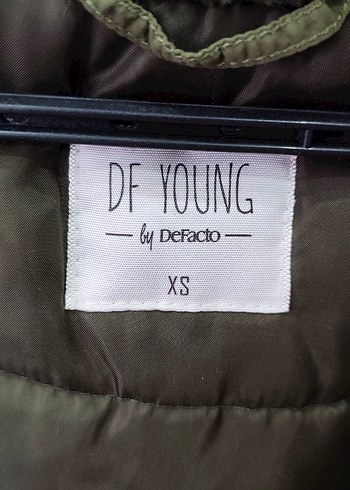 DF YOUNG
by DeFacto
XS